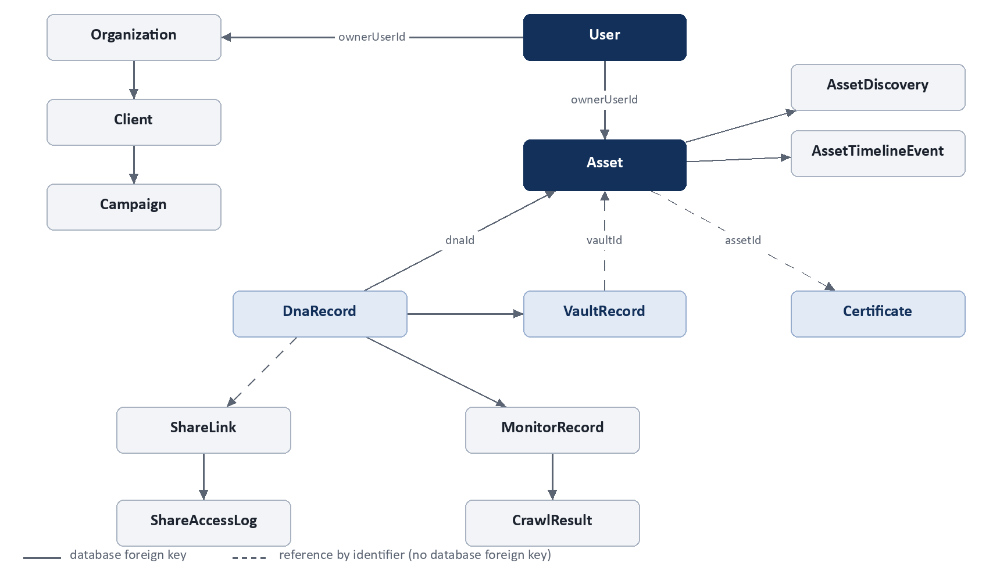 Organization
ownerUserId
User
AssetDiscovery
Client
ownerUserId
AssetTimelineEvent
Asset
Campaign
dnaId
vaultId
assetId
DnaRecord
VaultRecord
Certificate
ShareLink
MonitorRecord
ShareAccessLog
CrawlResult
database foreign key
reference by identifier (no database foreign key)